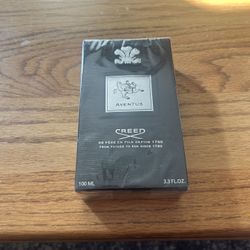 AVENTUS
CREED
DE PÈRE EN FILS DEPUIS 1760
FROM FATHER TO SON SINCE 1760
100 ML 3.3 FL.OZ.